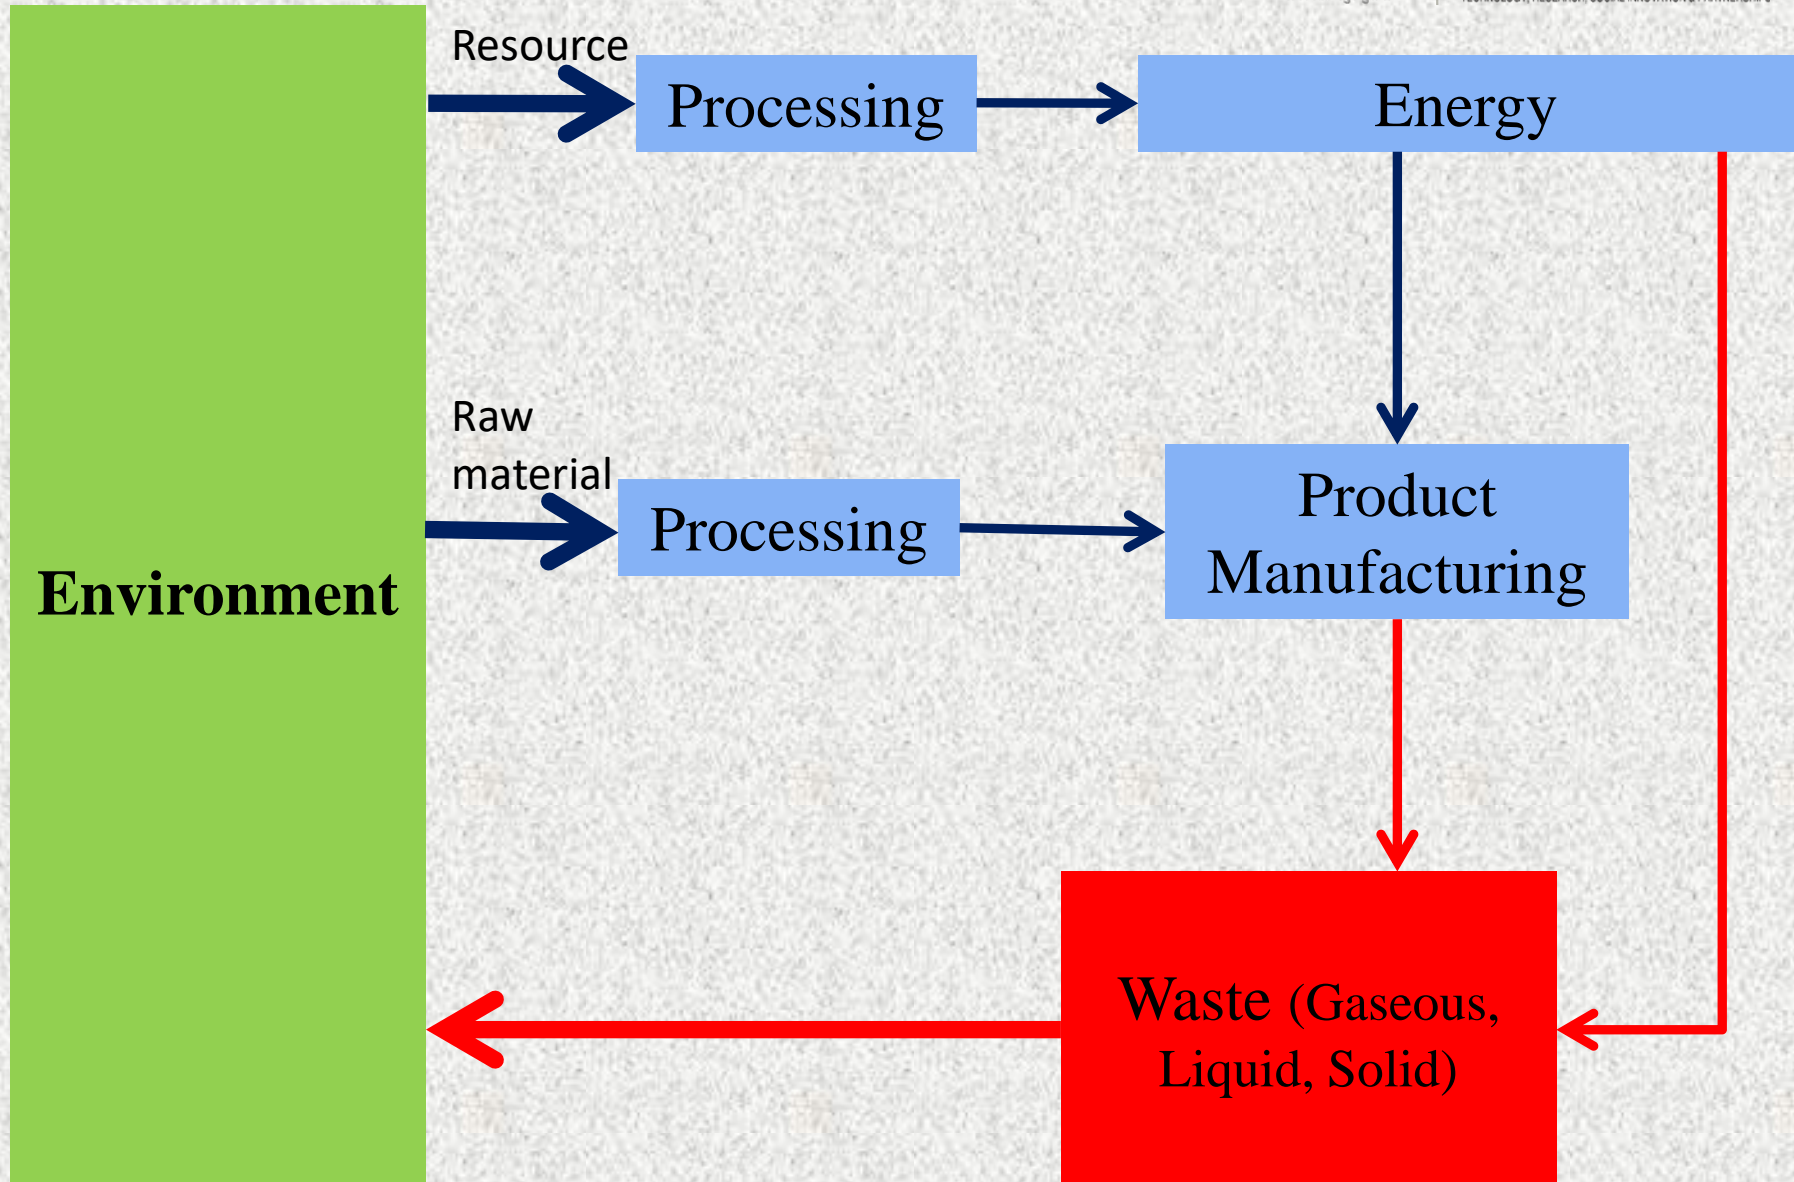 Resource
Processing
Energy
Raw
material
Processing
Product
Manufacturing
Environment
Waste (Gaseous,
Liquid, Solid)